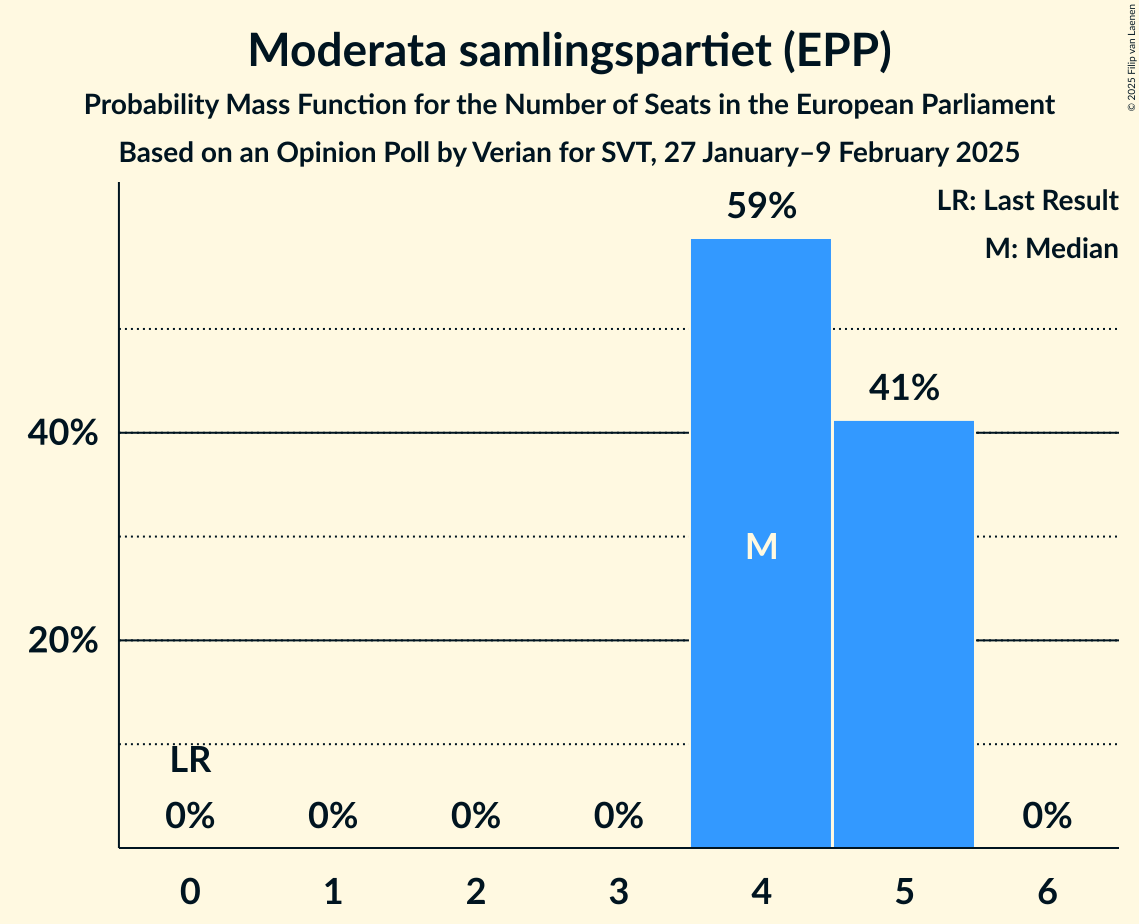 Moderata samlingspartiet (EPP)
Probability Mass Function for the Number of Seats in the European Parliament
Based on an Opinion Poll by Verian for SVT, 27 January–9 February 2025
© 2025 Filip van Laenen
LR: Last Result
M: Median
59%
41%
40%
M
20%
LR
0% 0% 0% 0% 0%
0 1 2 3 4 5 6